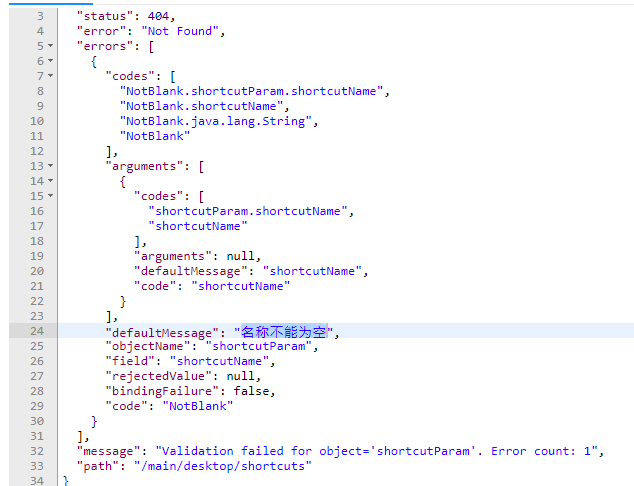 3 "status": 404,
4 "error": "Not Found",
5 "errors": [
6 {
7 "codes": [
8 "NotBlank.shortcutParam.shortcutName",
9 "NotBlank.shortcutName",
10 "NotBlank.java.lang.String",
11 "NotBlank"
12 ],
13 "arguments": [
14 {
15 "codes": [
16 "shortcutParam.shortcutName",
17 "shortcutName"
18 ],
19 "arguments": null,
20 "defaultMessage": "shortcutName",
21 "code": "shortcutName"
22 }
23 ],
24 "defaultMessage": "名称不能为空",
25 "objectName": "shortcutParam",
26 "field": "shortcutName",
27 "rejectedValue": null,
28 "bindingFailure": false,
29 "code": "NotBlank"
30 }
31 ],
32 "message": "Validation failed for object='shortcutParam'. Error count: 1",
33 "path": "/main/desktop/shortcuts"
34 }